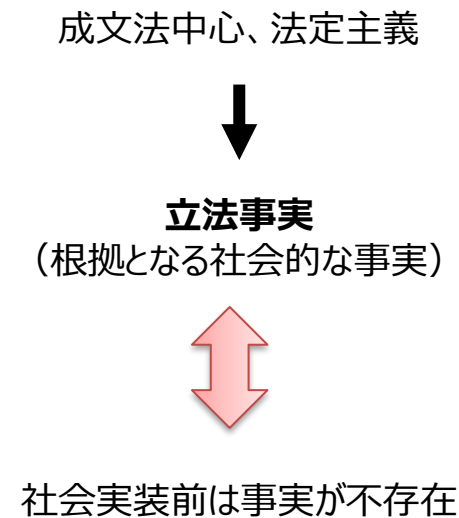 成文法中心、法定主義
立法事実
（根拠となる社会的な事実）
社会実装前は事実が不存在